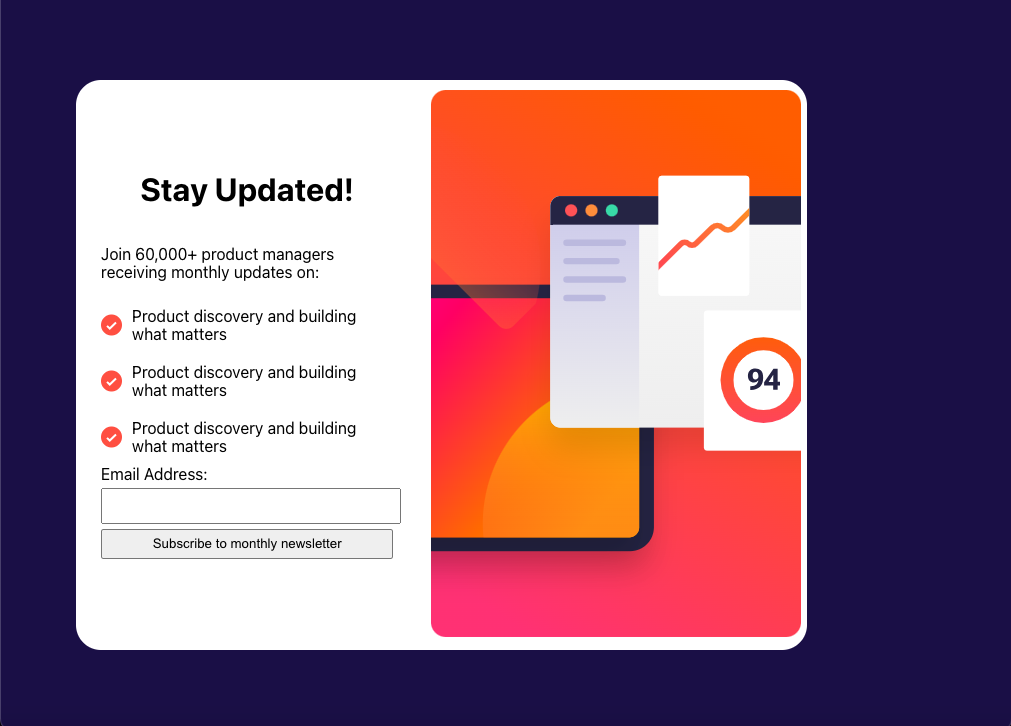 Stay Updated!
Join 60,000+ product managers
receiving monthly updates on:
Product discovery and building
what matters
Product discovery and building
what matters
Product discovery and building
what matters
Email Address:
Subscribe to monthly newsletter
94